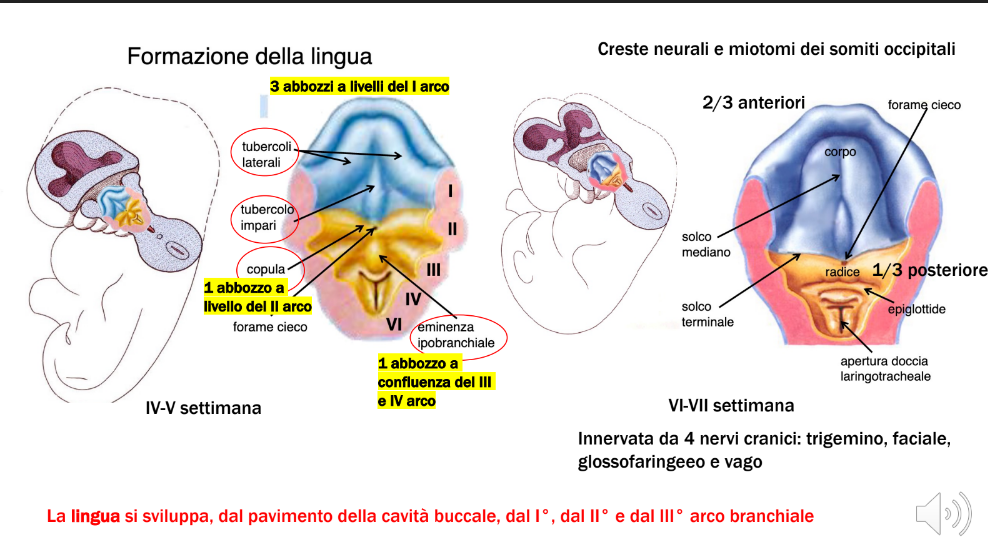 Formazione della lingua
3 abbozzi a livelli del I arco
tubercoli
laterali
tubercolo
impari
copula
1 abbozzo a
livello del II arco
forame cieco
I
II
III
IV
VI
eminenza
ipobranchiale
1 abbozzo a
confluenza del III
e IV arco
IV-V settimana
Creste neurali e miotomi dei somiti occipitali
2/3 anteriori
forame cieco
corpo
solco
mediano
radice
1/3 posteriore
solco
terminale
epiglottide
apertura doccia
laringotracheale
VI-VII settimana
Innervata da 4 nervi cranici: trigemino, faciale,
glossofaringeeo e vago
La lingua si sviluppa, dal pavimento della cavità buccale, dal I°, dal II° e dal III° arco branchiale